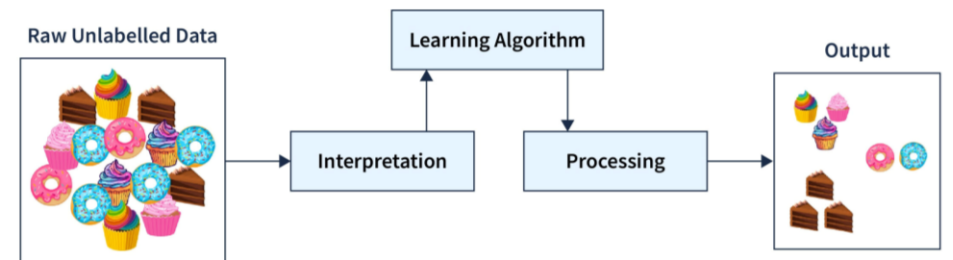 Raw Unlabelled Data
Learning Algorithm
Output
Interpretation
Processing